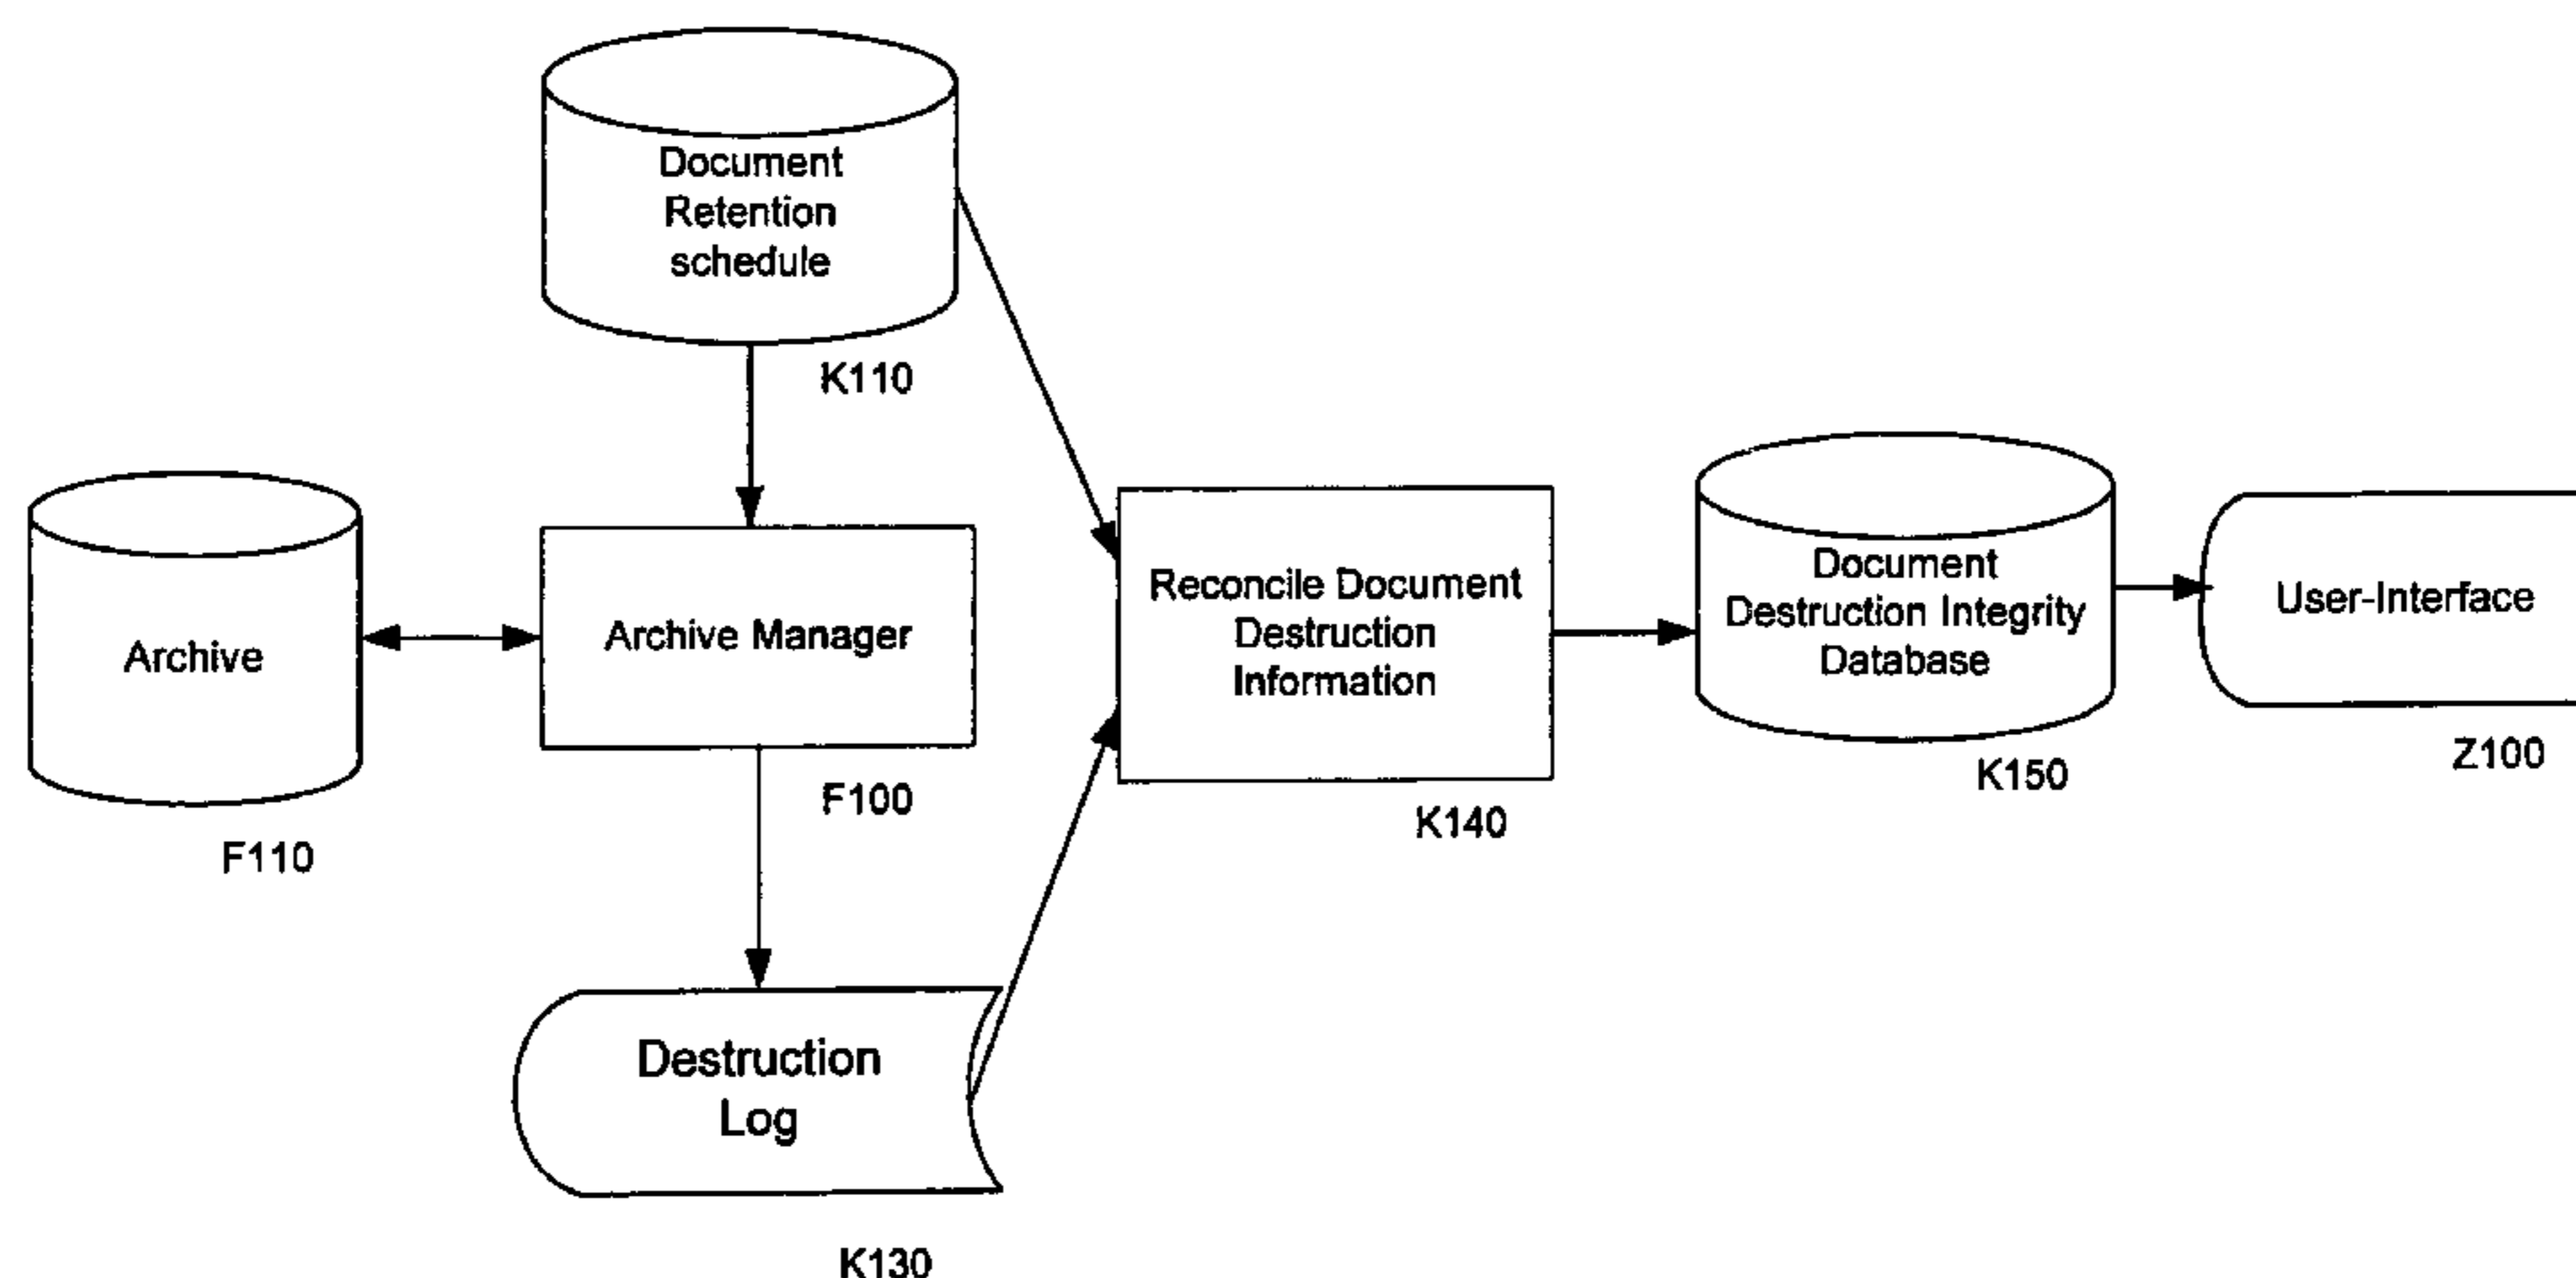 Document
Retention
schedule
K110
Archive
F110
Archive Manager
F100
Destruction
Log
K130
Reconcile Document
Destruction
Information
K140
Document
Destruction Integrity
Database
K150
User-Interface
Z100